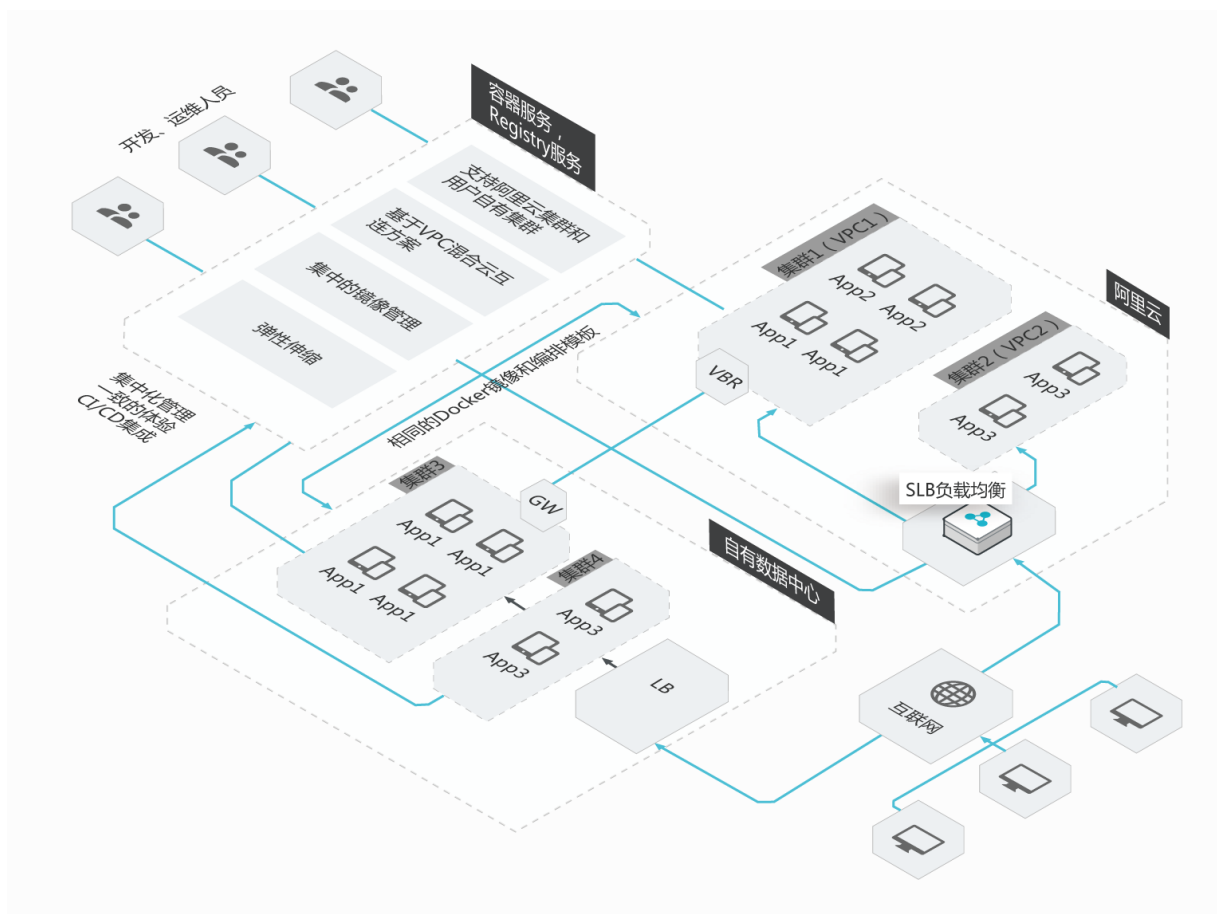 开发、运维人员
容器服务，
Registry服务
支持阿里云集群和
用户自有集群
基于VPC混合云互
连方案
集中的镜像管理
弹性伸缩
集中化管理
一致的体验
CI/CD集成
相同的Docker镜像和编排模板
阿里云
集群1（VPC1）
App2
App2
App1
App1
VBR
集群2（VPC2）
App3
App3
SLB负载均衡
自有数据中心
集群3
GW
App1
App1
App1
App1
集群4
App3
App3
LB
互联网